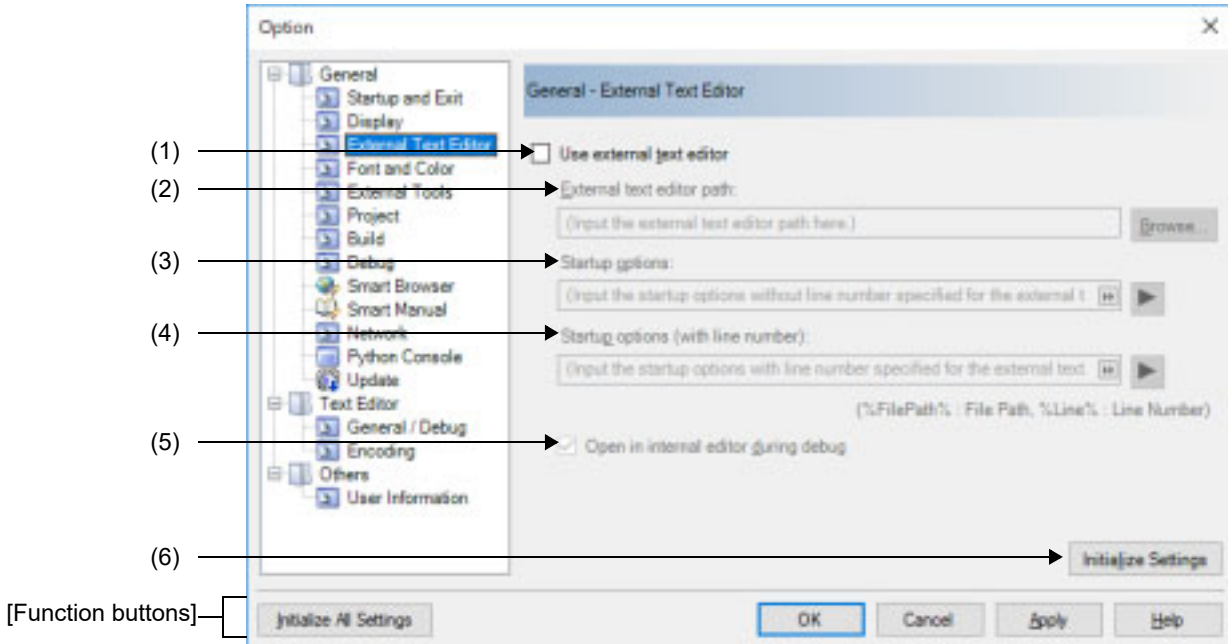 Option
General
Startup and Exit
Display
External Text Editor
Font and Color
External Tools
Project
Build
Debug
Smart Browser
Smart Manual
Network
Python Console
Update
Text Editor
General / Debug
Encoding
Others
User Information
General - External Text Editor
(1)
Use external text editor
(2)
External text editor path:
(Input the external text editor path here.)
Browse...
(3)
Startup options:
(Input the startup options without line number specified for the external t
(4)
Startup options (with line number):
(Input the startup options with line number specified for the external text
(%FilePath% : File Path, %Line% : Line Number)
(5)
Open in internal editor during debug
(6)
Initialize Settings
[Function buttons]
Initialize All Settings
OK
Cancel
Apply
Help